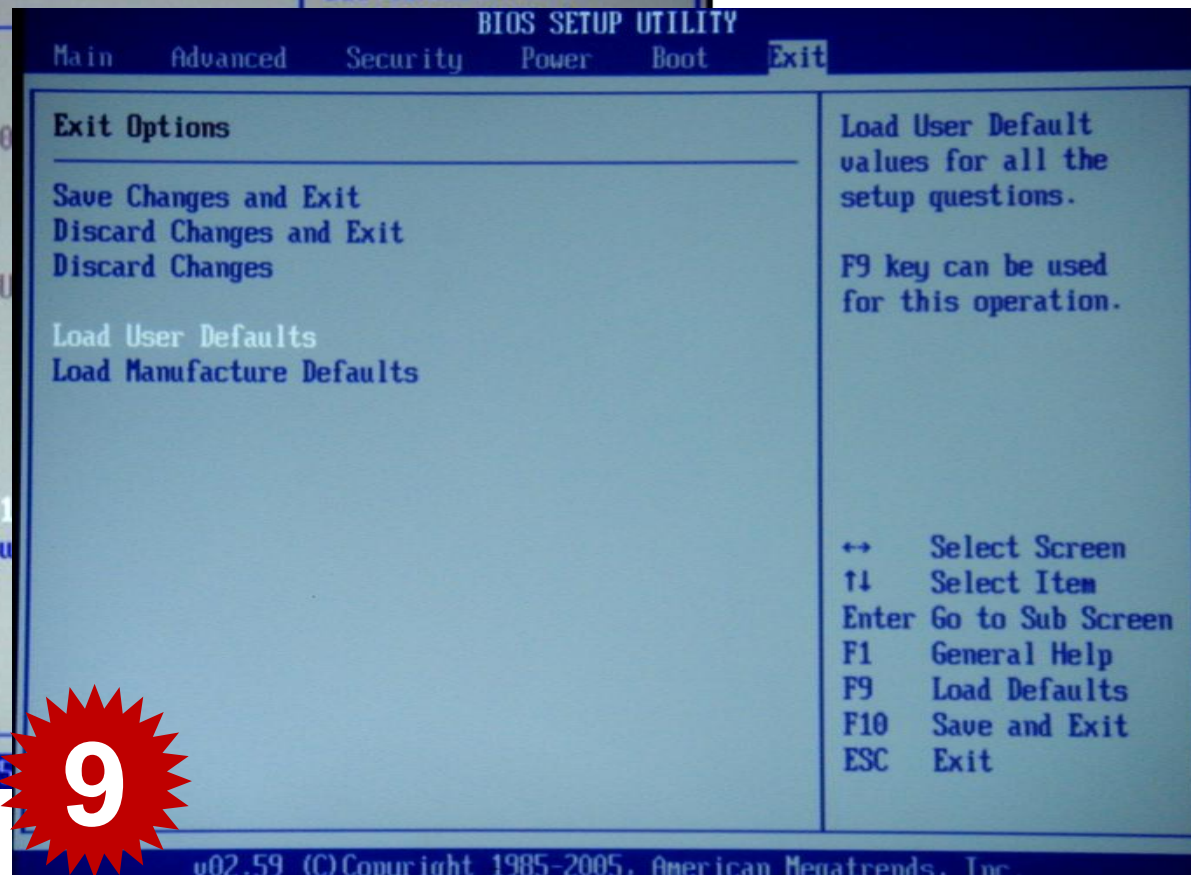 BIOS SETUP UTILITY
Main Advanced Security Power Boot Exit
Exit Options
Save Changes and Exit
Discard Changes and Exit
Discard Changes
Load User Defaults
Load Manufacture Defaults
Load User Default
values for all the
setup questions.
F9 key can be used
for this operation.
↔ Select Screen
↑↓ Select Item
Enter Go to Sub Screen
F1 General Help
F9 Load Defaults
F10 Save and Exit
ESC Exit
9
v02.59 (C)Copyright 1985-2005, American Megatrends, Inc